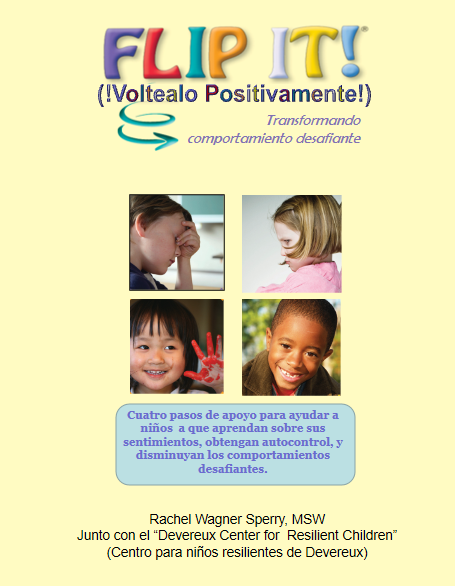 FLIP IT!®
(!Voltealo Positivamente!)
Transformando
comportamiento desafiante
Cuatro pasos de apoyo para ayudar a
niños a que aprendan sobre sus
sentimientos, obtengan autocontrol, y
disminuyan los comportamientos
desafiantes.
Rachel Wagner Sperry, MSW
Junto con el “Devereux Center for Resilient Children”
(Centro para niños resilientes de Devereux)